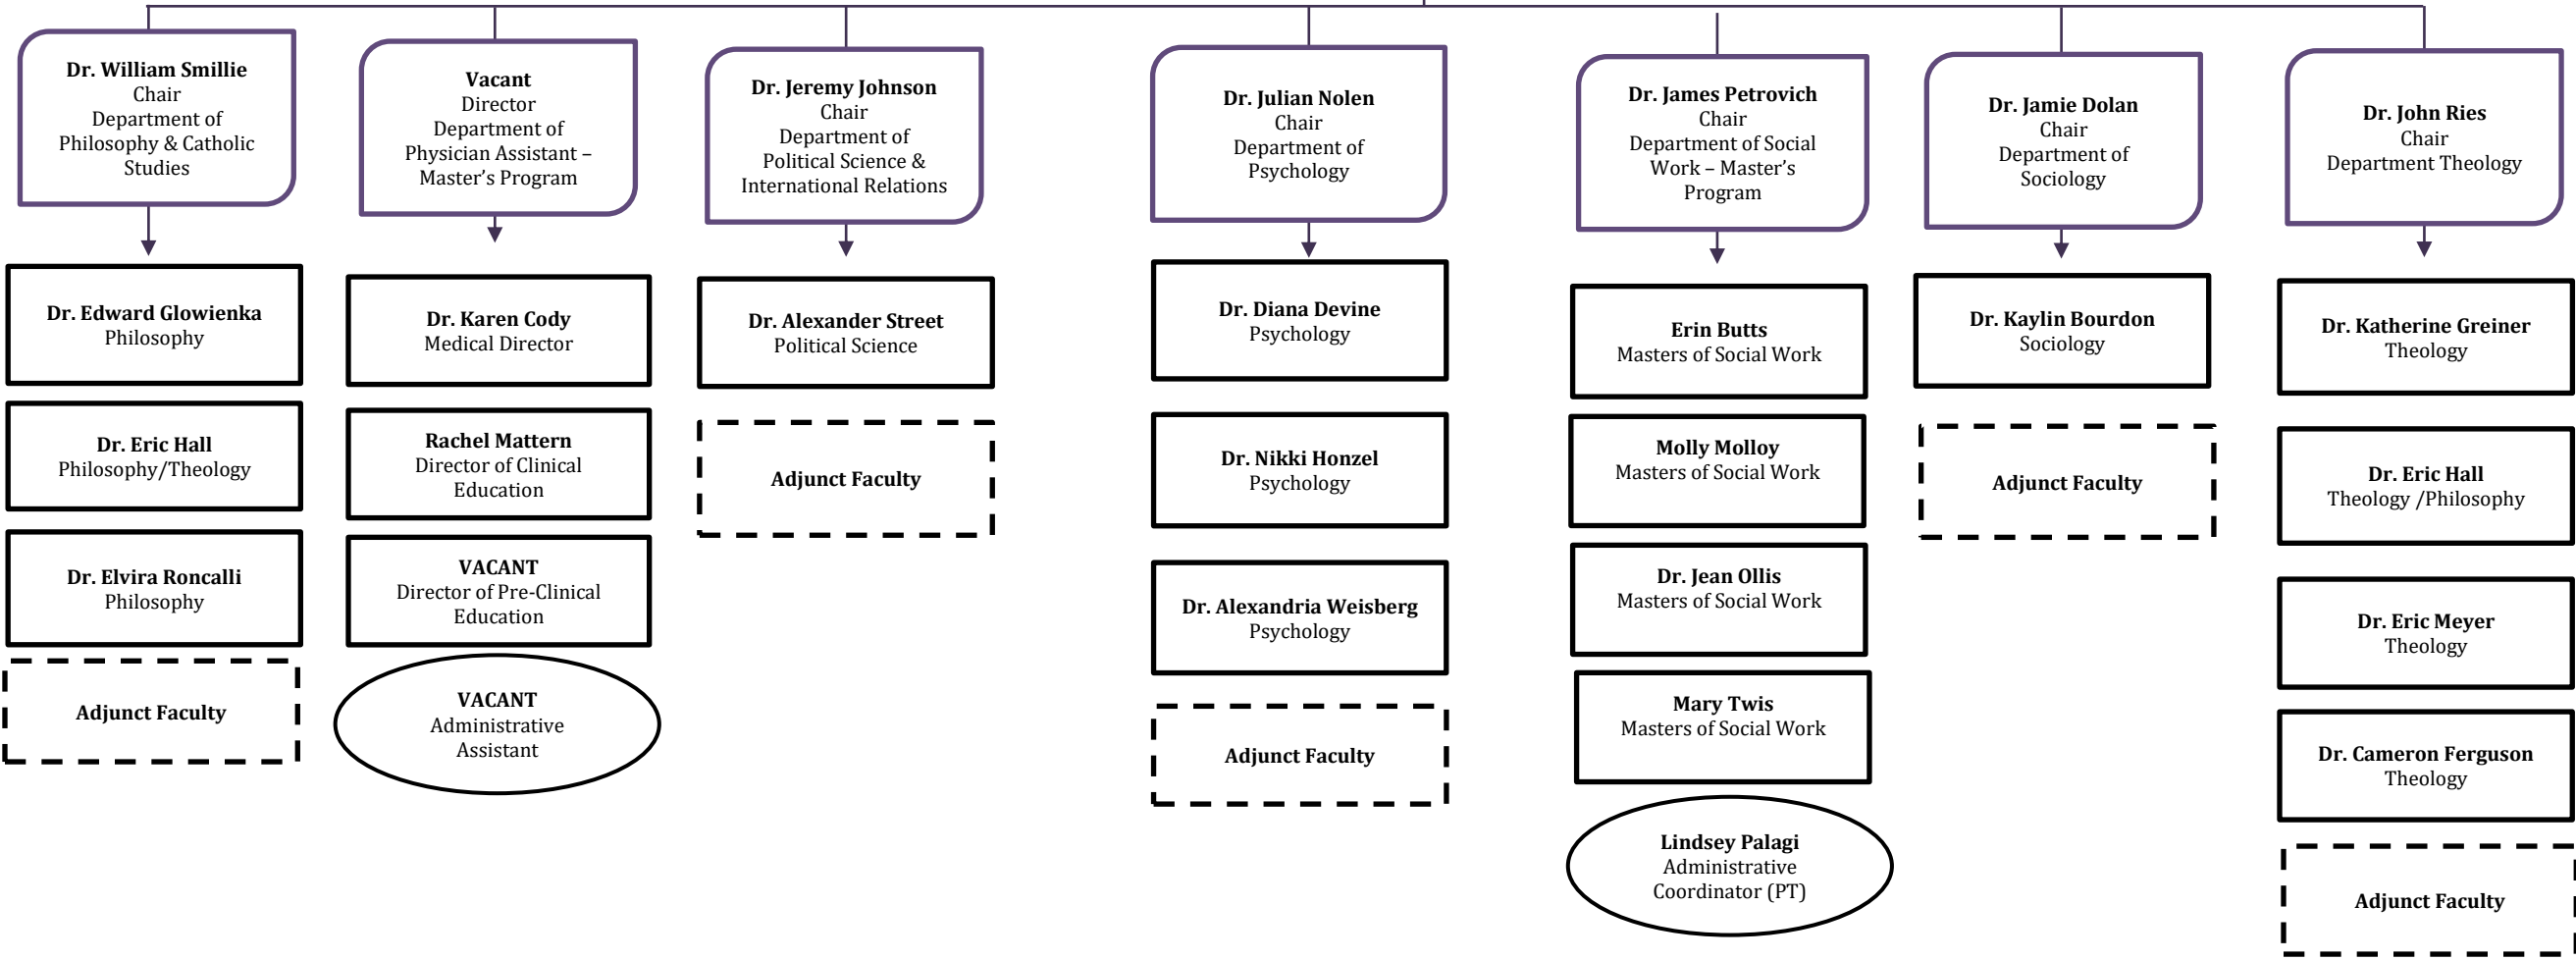 Dr. William Smillie
Chair
Department of
Philosophy & Catholic
Studies
Dr. Edward Glowienka
Philosophy
Dr. Eric Hall
Philosophy/Theology
Dr. Elvira Roncalli
Philosophy
Adjunct Faculty
Vacant
Director
Department of
Physician Assistant –
Master’s Program
Dr. Karen Cody
Medical Director
Rachel Mattern
Director of Clinical
Education
VACANT
Director of Pre-Clinical
Education
VACANT
Administrative
Assistant
Dr. Jeremy Johnson
Chair
Department of
Political Science &
International Relations
Dr. Alexander Street
Political Science
Adjunct Faculty
Dr. Julian Nolen
Chair
Department of
Psychology
Dr. Diana Devine
Psychology
Dr. Nikki Honzel
Psychology
Dr. Alexandria Weisberg
Psychology
Adjunct Faculty
Dr. James Petrovich
Chair
Department of Social
Work – Master’s
Program
Erin Butts
Masters of Social Work
Molly Molloy
Masters of Social Work
Dr. Jean Ollis
Masters of Social Work
Mary Twis
Masters of Social Work
Lindsey Palagi
Administrative
Coordinator (PT)
Dr. Jamie Dolan
Chair
Department of
Sociology
Dr. Kaylin Bourdon
Sociology
Adjunct Faculty
Dr. John Ries
Chair
Department Theology
Dr. Katherine Greiner
Theology
Dr. Eric Hall
Theology /Philosophy
Dr. Eric Meyer
Theology
Dr. Cameron Ferguson
Theology
Adjunct Faculty